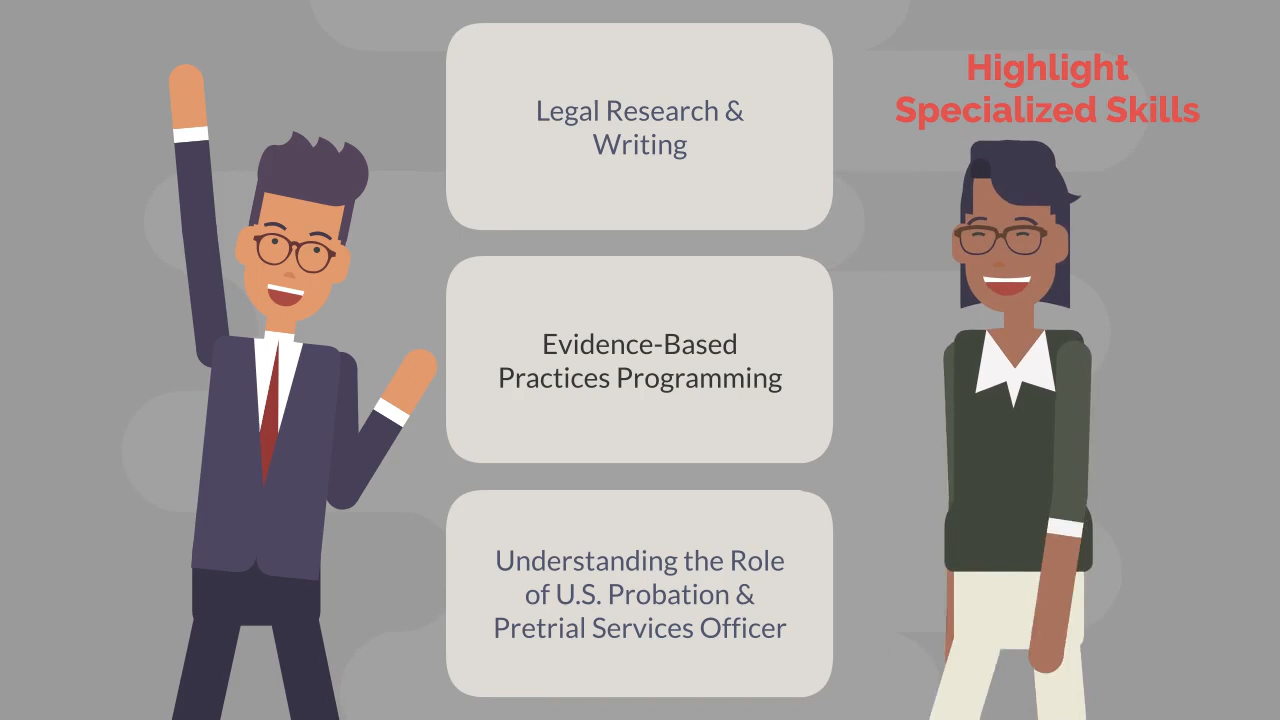 Highlight
Specialized Skills
Legal Research &
Writing
Evidence-Based
Practices Programming
Understanding the Role
of U.S. Probation &
Pretrial Services Officer